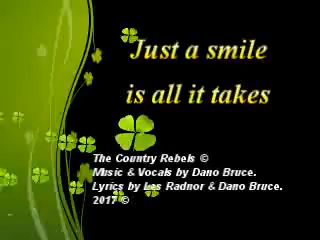 Just a smile
is all it takes
The Country Rebels ©
Music & Vocals by Dano Bruce.
Lyrics by Les Radnor & Dano Bruce.
2017 ©